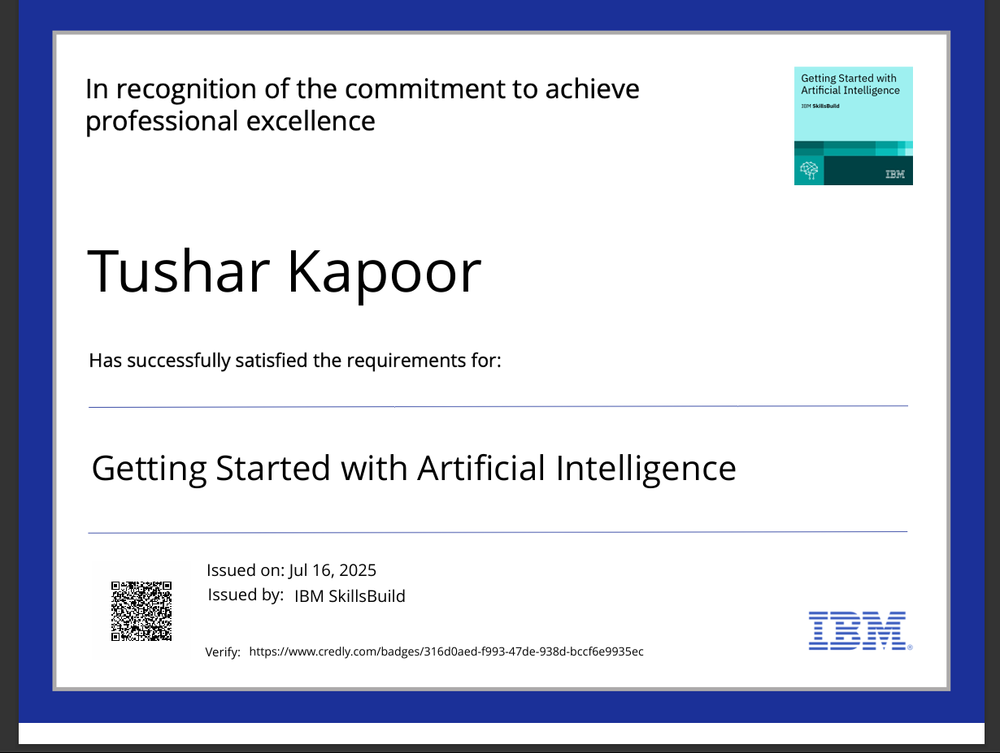 In recognition of the commitment to achieve
professional excellence
Getting Started with
Artificial Intelligence
IBM SkillsBuild
IBM
Tushar Kapoor
Has successfully satisfied the requirements for:
Getting Started with Artificial Intelligence
Issued on: Jul 16, 2025
Issued by: IBM SkillsBuild
Verify: https://www.credly.com/badges/316d0aed-f993-47de-938d-bccf6e9935ec
IBM®